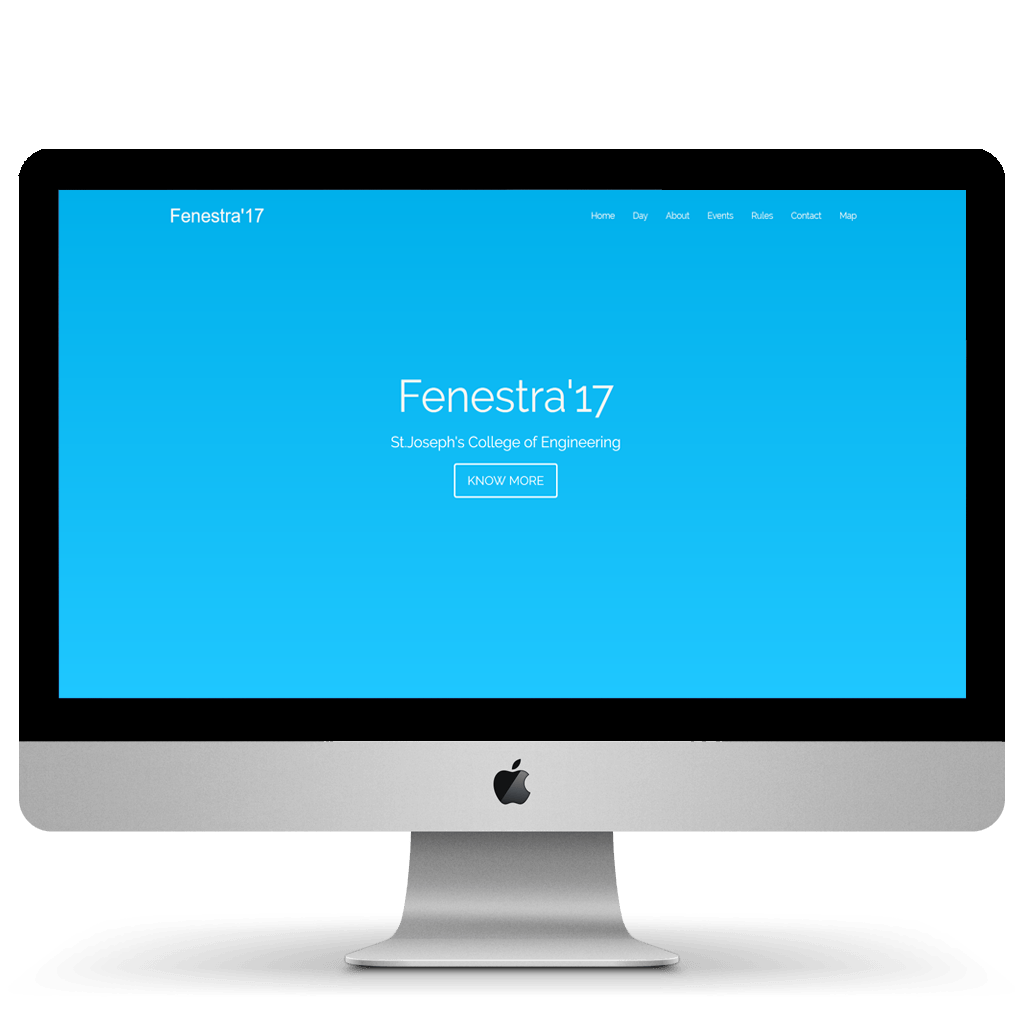 Fenestra'17 Home Day About Events Rules Contact Map
Fenestra'17
St.Joseph's College of Engineering
KNOW MORE